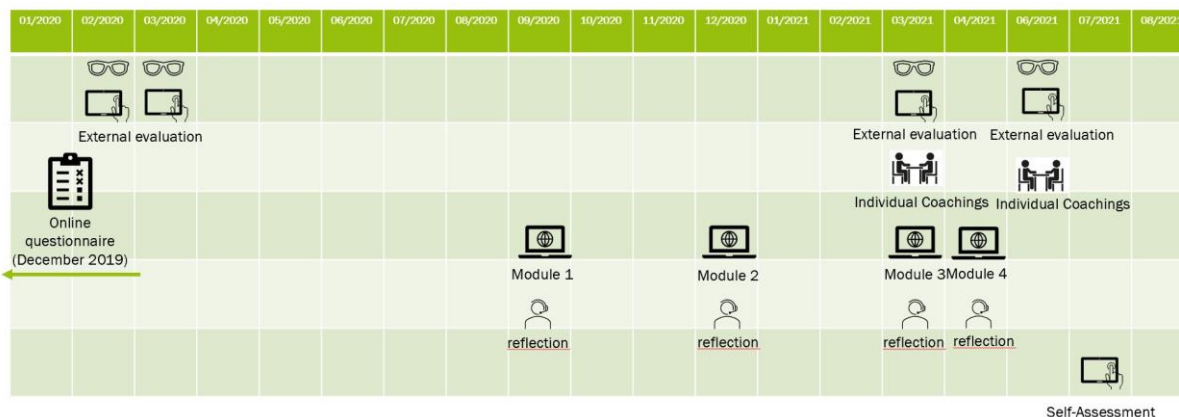 01/2020 02/2020 03/2020 04/2020 05/2020 06/2020 07/2020 08/2020 09/2020 10/2020 11/2020 12/2020 01/2021 02/2021 03/2021 04/2021 06/2021 07/2021 08/2021
External evaluation
External evaluation
External evaluation
Individual Coachings
Individual Coachings
Online
questionnaire
(December 2019)
Module 1
Module 2
Module 3
Module 4
reflection
reflection
reflection
reflection
Self-Assessment